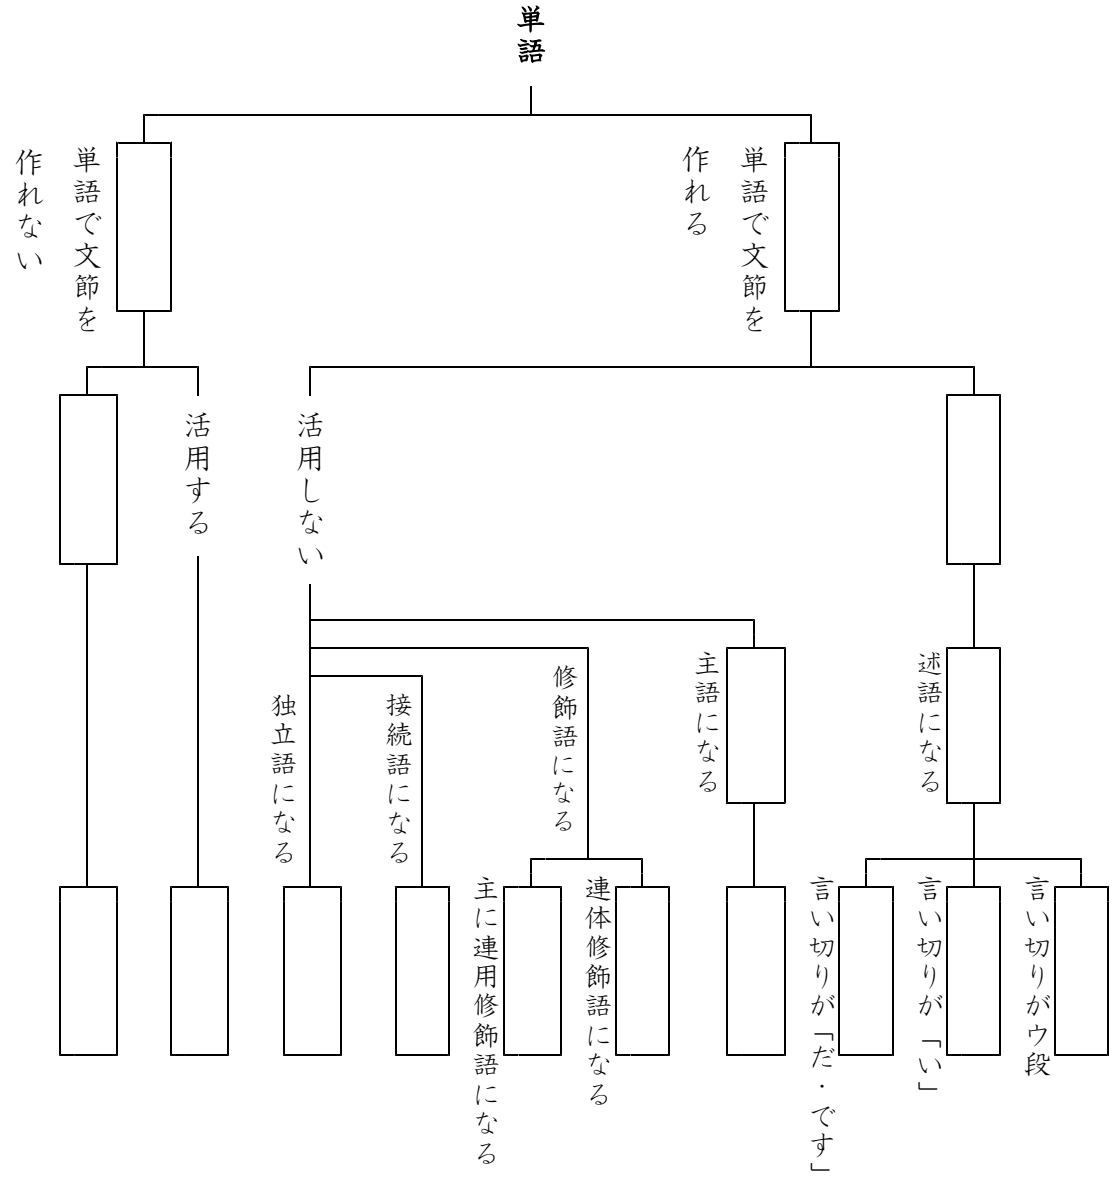 単語
単語で文節を
作れる
単語で文節を
作れない
活用しない
活用する
述語になる
主語になる
修飾語になる
接続語になる
独立語になる
言い切りがウ段
言い切りが「い」
言い切りが「だ・です」
連体修飾語になる
主に連用修飾語になる